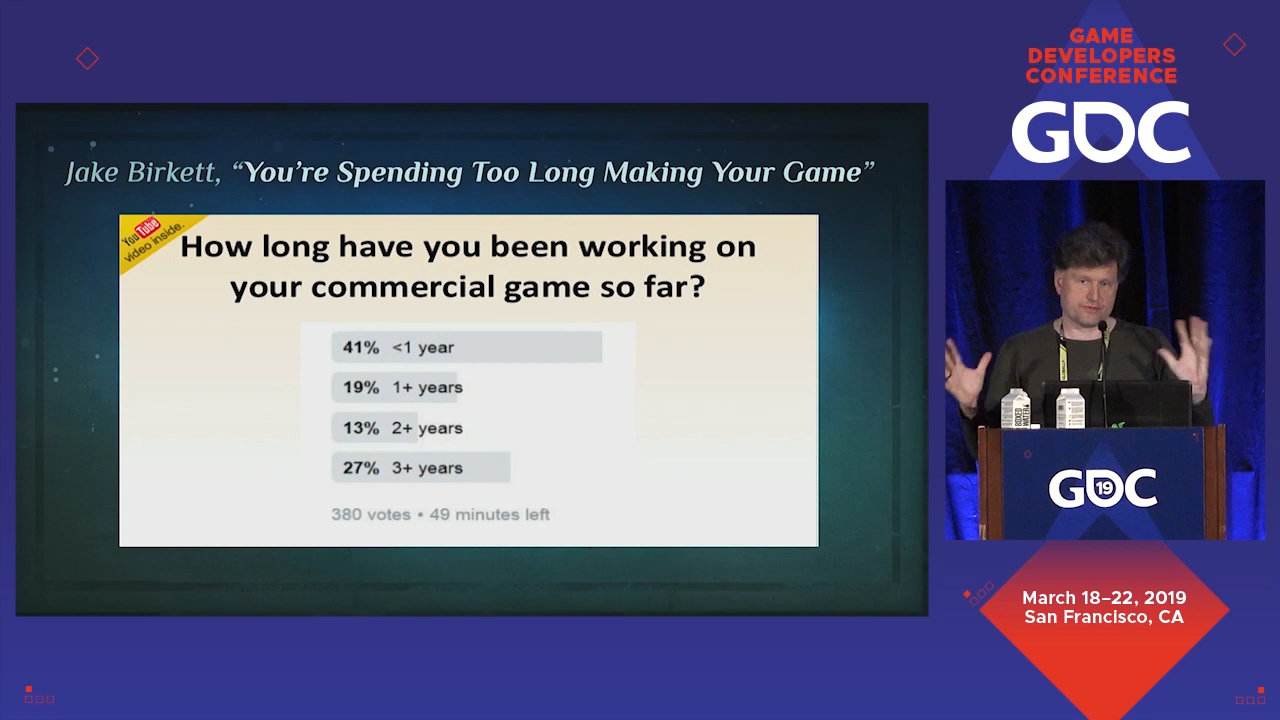 GAME
DEVELOPERS
CONFERENCE
GDC
Jake Birkett, “You’re Spending Too Long Making Your Game”
YouTube
video inside.
How long have you been working on
your commercial game so far?
41% <1 year
19% 1+ years
13% 2+ years
27% 3+ years
380 votes • 49 minutes left
BOXED
WATER
GDC
19
March 18–22, 2019
San Francisco, CA